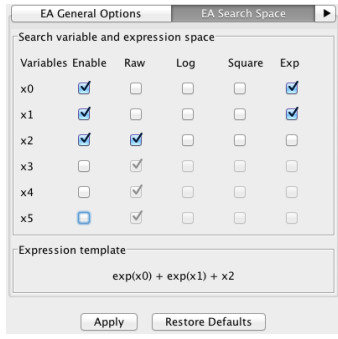 EA General Options EA Search Space
Search variable and expression space
Variables Enable Raw Log Square Exp
x0
x1
x2
x3
x4
x5
Expression template
exp(x0) + exp(x1) + x2
Apply Restore Defaults